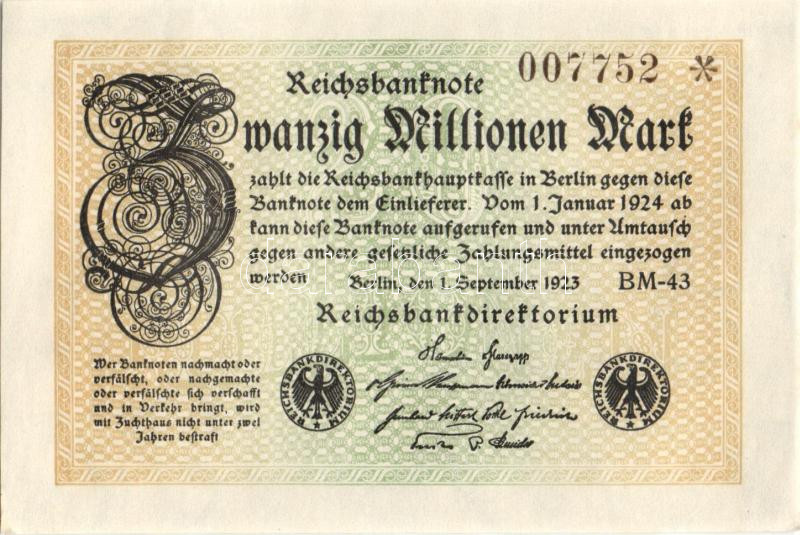 007752 *
Reichsbanknote
Zwanzig Millionen Mark
zahlt die Reichsbankhauptkasse in Berlin gegen diese
Banknote dem Einlieferer. Vom 1. Januar 1924 ab
kann diese Banknote aufgerufen und unter Umtausch
gegen andere gesetzliche Zahlungsmittel eingezogen
werden
Berlin, den 1. September 1923 BM-43
Reichsbankdirektorium
Wer Banknoten nachmacht oder
verfälscht, oder nachgemachte
oder verfälschte sich verschafft
und in Verkehr bringt, wird
mit Zuchthaus nicht unter zwei
Jahren bestraft
REICHSBANKDIREKTORIUM
REICHSBANKDIREKTORIUM